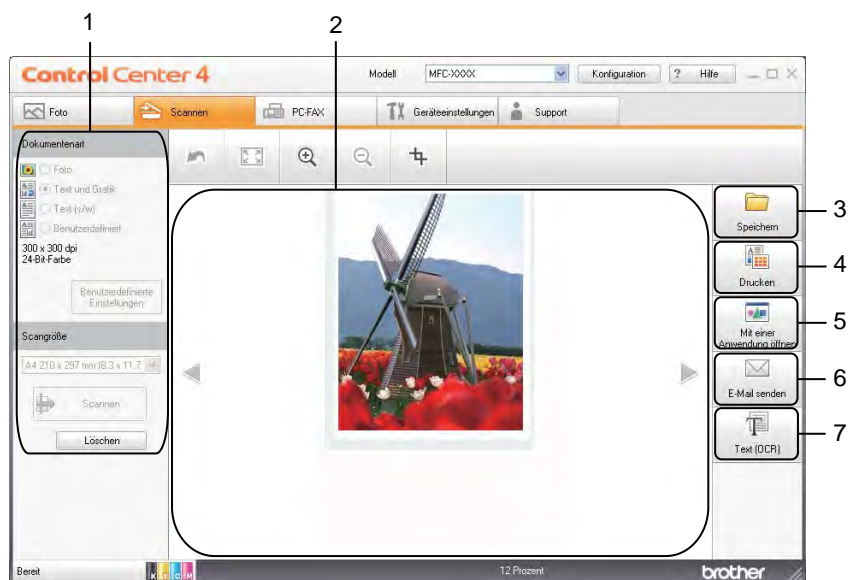 1 2
Control Center 4 Modell MFC-XXXX Konfiguration ? Hilfe
Foto Scannen PC-FAX Geräteeinstellungen Support
Dokumentenart
Foto
Text und Grafik
Text (s/w)
Benutzerdefiniert
300 x 300 dpi
24-Bit-Farbe
Benutzerdefinierte
Einstellungen
Scangröße
A4 210 x 297 mm (8.3 x 11.7
Scannen
Löschen
Speichern 3
Drucken 4
Mit einer
Anwendung öffnen 5
E-Mail senden 6
Text (OCR) 7
Bereit K Y C M 12 Prozent brother